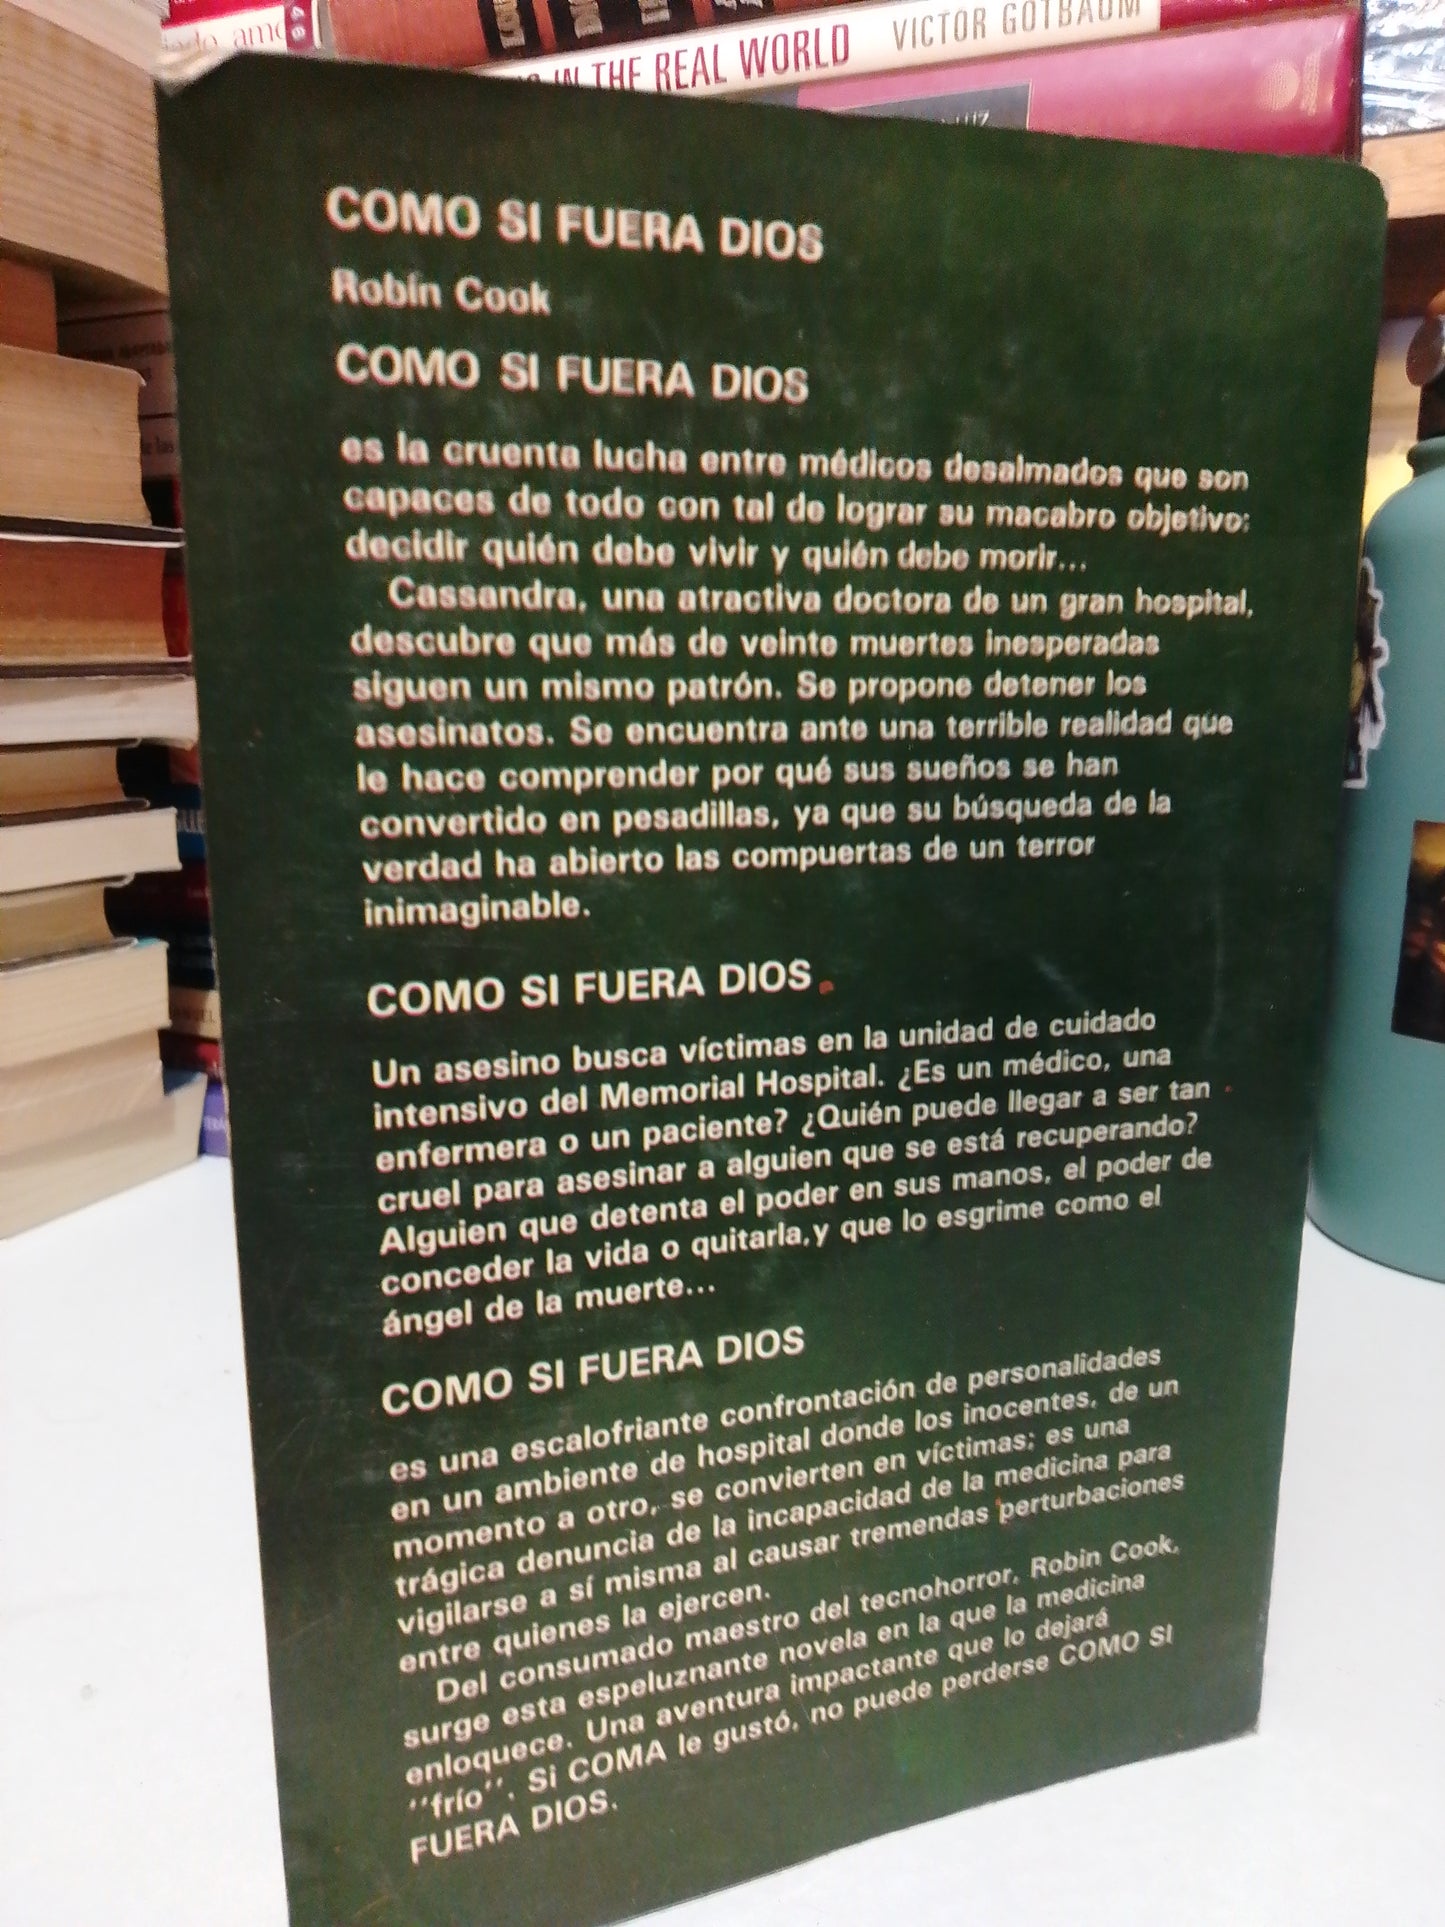 IN THE REAL WORLD VICTOR GOTBAUM
COMO SI FUERA DIOS
Robin Cook
COMO SI FUERA DIOS
es la cruenta lucha entre médicos desalmados que son
capaces de todo con tal de lograr su macabro objetivo:
decidir quién debe vivir y quién debe morir...
Cassandra, una atractiva doctora de un gran hospital,
descubre que más de veinte muertes inesperadas
siguen un mismo patrón. Se propone detener los
asesinatos. Se encuentra ante una terrible realidad que
le hace comprender por qué sus sueños se han
convertido en pesadillas, ya que su búsqueda de la
verdad ha abierto las compuertas de un terror
inimaginable.
COMO SI FUERA DIOS
Un asesino busca víctimas en la unidad de cuidado
intensivo del Memorial Hospital. ¿Es un médico, una
enfermera o un paciente? ¿Quién puede llegar a ser tan
cruel para asesinar a alguien que se está recuperando?
Alguien que detenta el poder en sus manos, el poder de
conceder la vida o quitarla,y que lo esgrime como el
ángel de la muerte...
COMO SI FUERA DIOS
es una escalofriante confrontación de personalidades
en un ambiente de hospital donde los inocentes, de un
momento a otro, se convierten en víctimas; es una
trágica denuncia de la incapacidad de la medicina para
vigilarse a sí misma al causar tremendas perturbaciones
entre quienes la ejercen.
Del consumado maestro del tecnohorror, Robin Cook,
surge esta espeluznante novela en la que la medicina
enloquece. Una aventura impactante que lo dejará
"frío". Si COMA le gustó, no puede perderse COMO SI
FUERA DIOS.